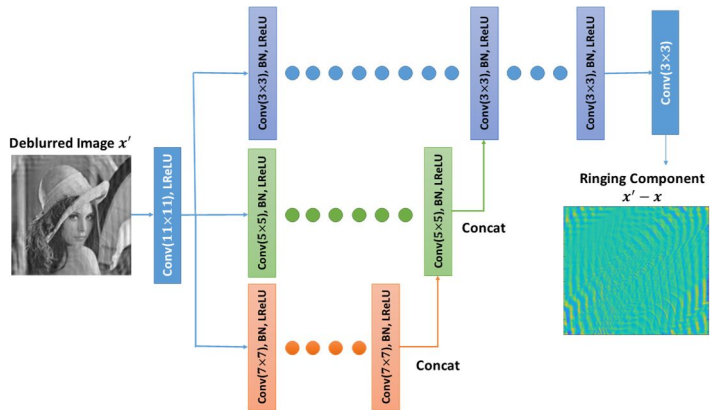 Deblurred Image x′
Conv(11×11), LReLU
Conv(3×3), BN, LReLU
Conv(3×3), BN, LReLU
Conv(3×3), BN, LReLU
Conv(3×3)
Conv(5×5), BN, LReLU
Conv(5×5), BN, LReLU
Concat
Conv(7×7), BN, LReLU
Conv(7×7), BN, LReLU
Concat
Ringing Component
x′ − x